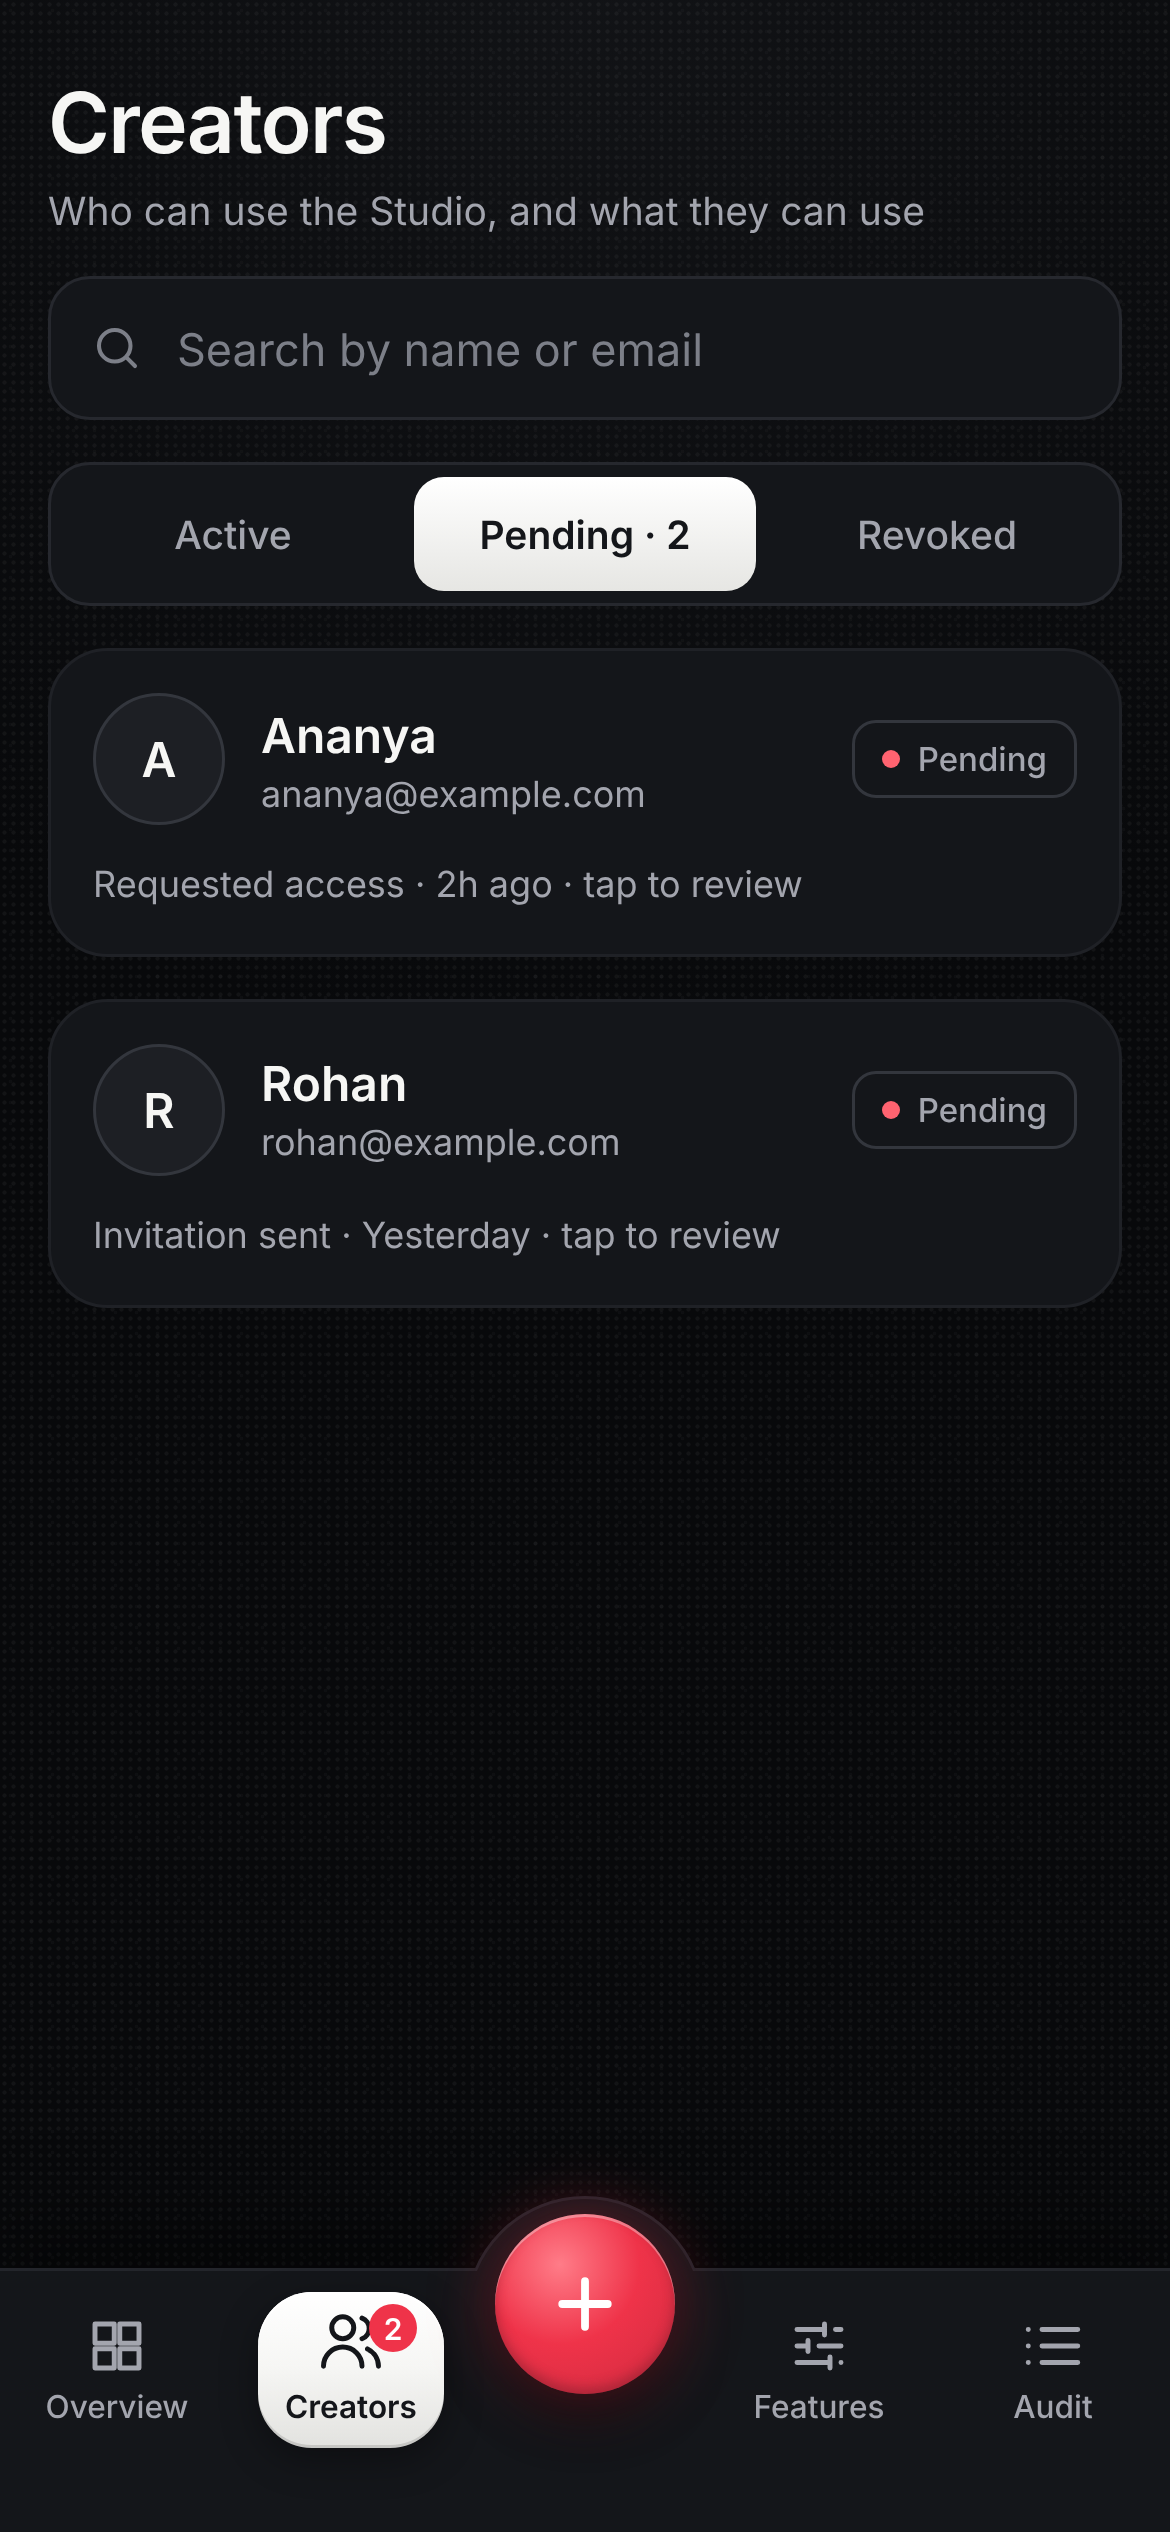 Creators
Who can use the Studio, and what they can use
Search by name or email
Active
Pending · 2
Revoked
A
Ananya
ananya@example.com
Pending
Requested access · 2h ago · tap to review
R
Rohan
rohan@example.com
Pending
Invitation sent · Yesterday · tap to review
2
Overview
Creators
Features
Audit